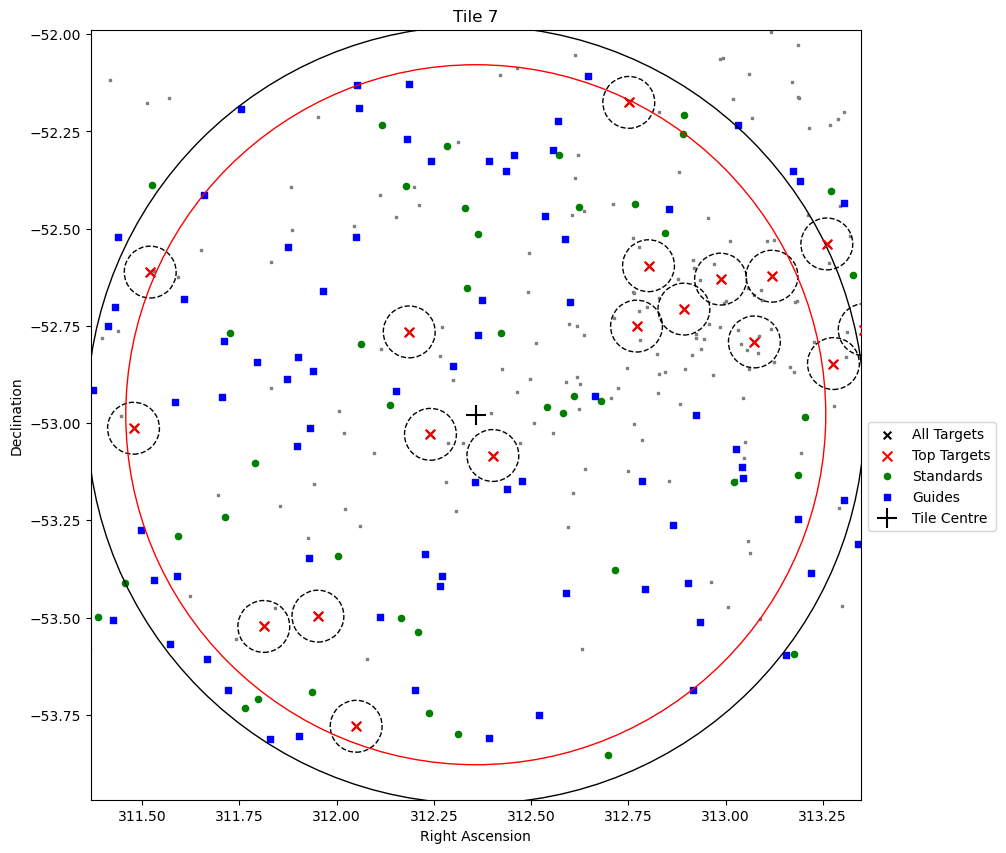 Tile 7
−52.00
−52.25
−52.50
−52.75
−53.00
−53.25
−53.50
−53.75
Declination
311.50 311.75 312.00 312.25 312.50 312.75 313.00 313.25
Right Ascension
All Targets
Top Targets
Standards
Guides
Tile Centre